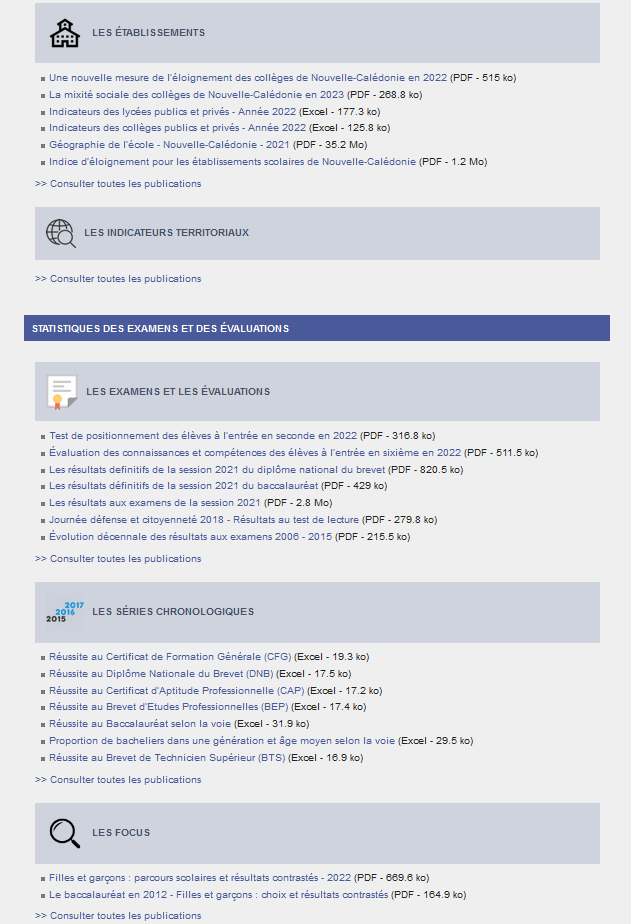 LES ÉTABLISSEMENTS
Une nouvelle mesure de l'éloignement des collèges de Nouvelle-Calédonie en 2022 (PDF - 515 ko)
La mixité sociale des collèges de Nouvelle-Calédonie en 2023 (PDF - 268.8 ko)
Indicateurs des lycées publics et privés - Année 2022 (Excel - 177.3 ko)
Indicateurs des collèges publics et privés - Année 2022 (Excel - 125.8 ko)
Géographie de l'école - Nouvelle-Calédonie - 2021 (PDF - 35.2 Mo)
Indice d'éloignement pour les établissements scolaires de Nouvelle-Calédonie (PDF - 1.2 Mo)
>> Consulter toutes les publications
LES INDICATEURS TERRITORIAUX
>> Consulter toutes les publications
STATISTIQUES DES EXAMENS ET DES ÉVALUATIONS
LES EXAMENS ET LES ÉVALUATIONS
Test de positionnement des élèves à l'entrée en seconde en 2022 (PDF - 316.8 ko)
Évaluation des connaissances et compétences des élèves à l'entrée en sixième en 2022 (PDF - 511.5 ko)
Les résultats definitifs de la session 2021 du diplôme national du brevet (PDF - 820.5 ko)
Les résultats définitifs de la session 2021 du baccalauréat (PDF - 429 ko)
Les résultats aux examens de la session 2021 (PDF - 2.8 Mo)
Journée défense et citoyenneté 2018 - Résultats au test de lecture (PDF - 279.8 ko)
Évolution décennale des résultats aux examens 2006 - 2015 (PDF - 215.5 ko)
>> Consulter toutes les publications
2017
2016
2015
LES SÉRIES CHRONOLOGIQUES
Réussite au Certificat de Formation Générale (CFG) (Excel - 19.3 ko)
Réussite au Diplôme Nationale du Brevet (DNB) (Excel - 17.5 ko)
Réussite au Certificat d'Aptitude Professionnelle (CAP) (Excel - 17.2 ko)
Réussite au Brevet d'Etudes Professionnelles (BEP) (Excel - 17.4 ko)
Réussite au Baccalauréat selon la voie (Excel - 31.9 ko)
Proportion de bacheliers dans une génération et âge moyen selon la voie (Excel - 29.5 ko)
Réussite au Brevet de Technicien Supérieur (BTS) (Excel - 16.9 ko)
>> Consulter toutes les publications
LES FOCUS
Filles et garçons : parcours scolaires et résultats contrastés - 2022 (PDF - 669.6 ko)
Le baccalauréat en 2012 - Filles et garçons : choix et résultats contrastés (PDF - 164.9 ko)
>> Consulter toutes les publications